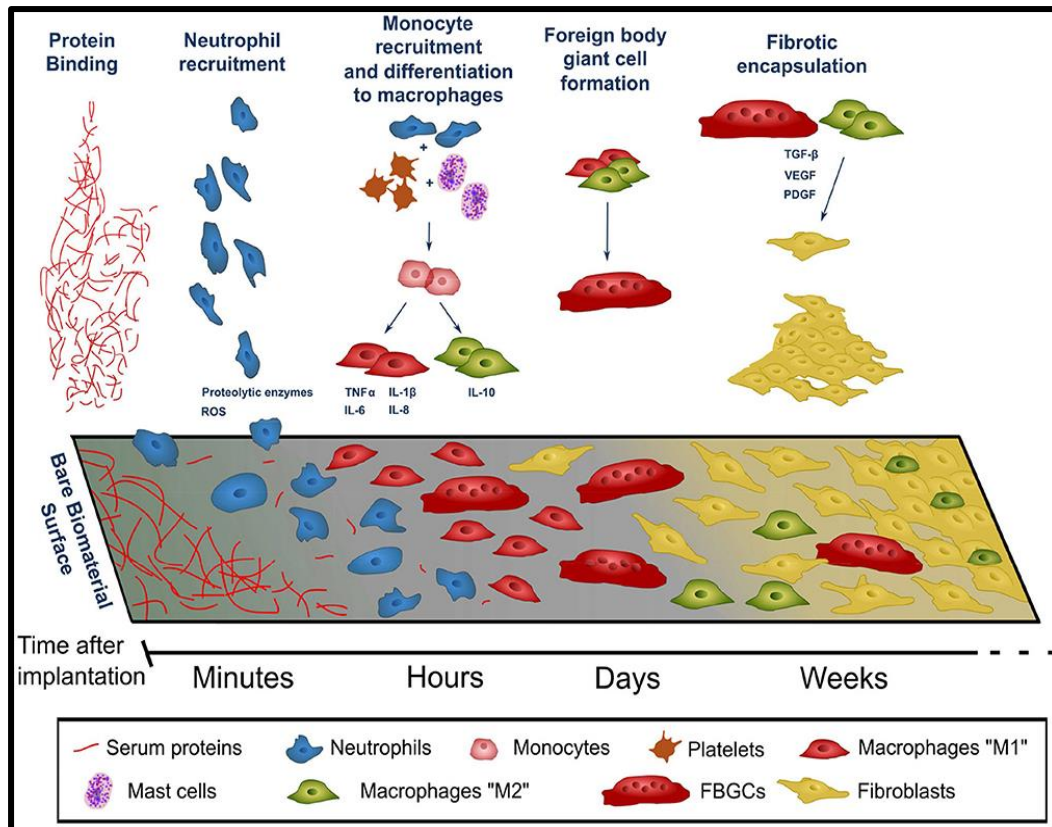 Protein
Binding
Neutrophil
recruitment
Monocyte
recruitment
and differentiation
to macrophages
Foreign body
giant cell
formation
Fibrotic
encapsulation
+
+
TGF-β
VEGF
PDGF
Proteolytic enzymes
ROS
TNFα IL-1β
IL-6 IL-8
IL-10
Bare Biomaterial
Surface
Time after
implantation
Minutes
Hours
Days
Weeks
Serum proteins
Neutrophils
Monocytes
Platelets
Macrophages "M1"
Mast cells
Macrophages "M2"
FBGCs
Fibroblasts